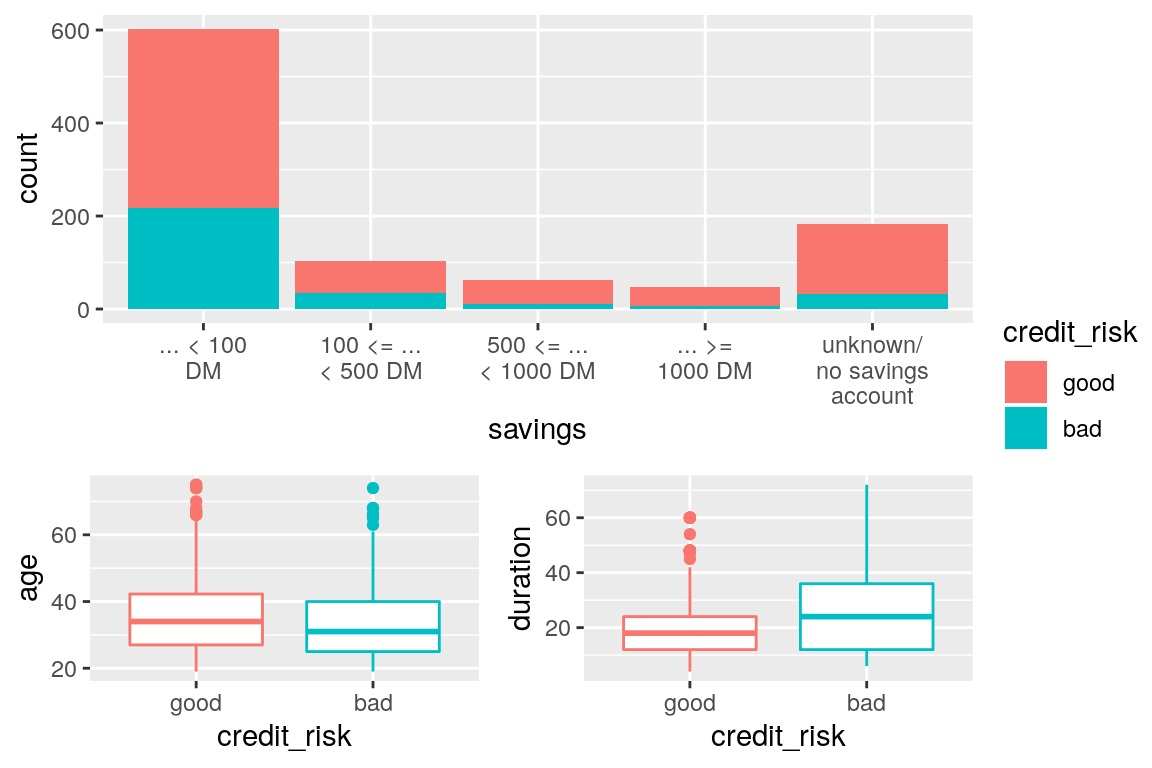 count
600
400
200
0
... < 100
DM
100 <= ...
< 500 DM
500 <= ...
< 1000 DM
... >=
1000 DM
unknown/
no savings
account
savings
credit_risk
good
bad
age
60
40
20
good
bad
credit_risk
duration
60
40
20
good
bad
credit_risk